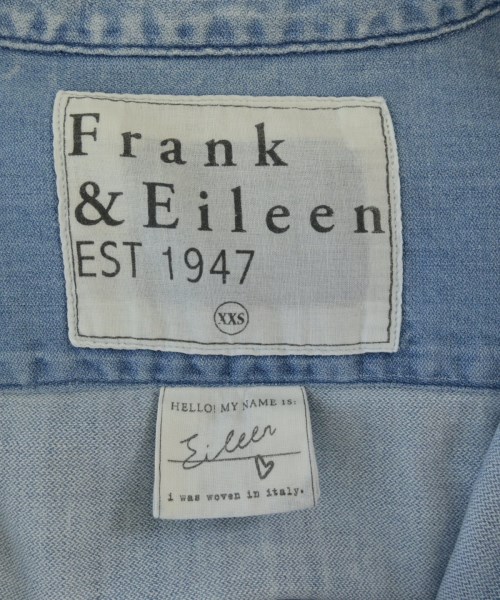 Frank
& Eileen
EST 1947
XXS
HELLO! MY NAME IS:
Eileen
i was woven in italy.